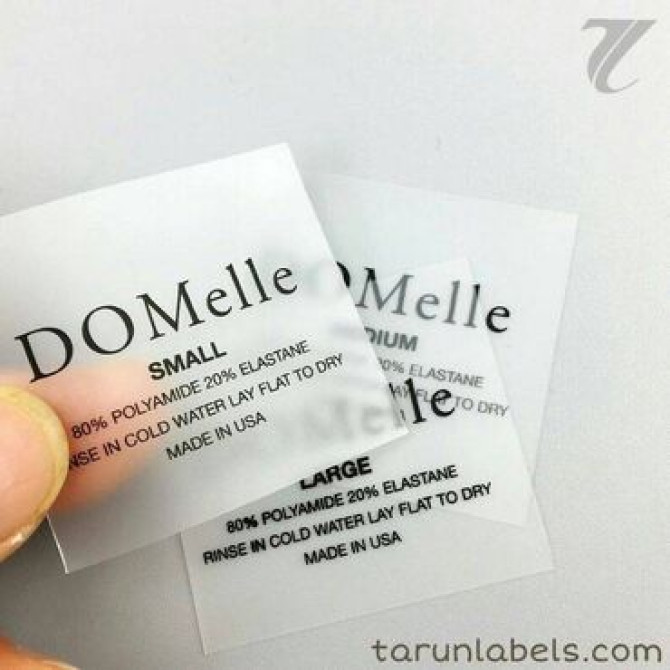 DOMelle
SMALL
80% POLYAMIDE 20% ELASTANE
RINSE IN COLD WATER LAY FLAT TO DRY
MADE IN USA
OMelle
DIUM
20% ELASTANE
FLAT TO DRY
Melle
LARGE
80% POLYAMIDE 20% ELASTANE
RINSE IN COLD WATER LAY FLAT TO DRY
MADE IN USA
tarunlabels.com